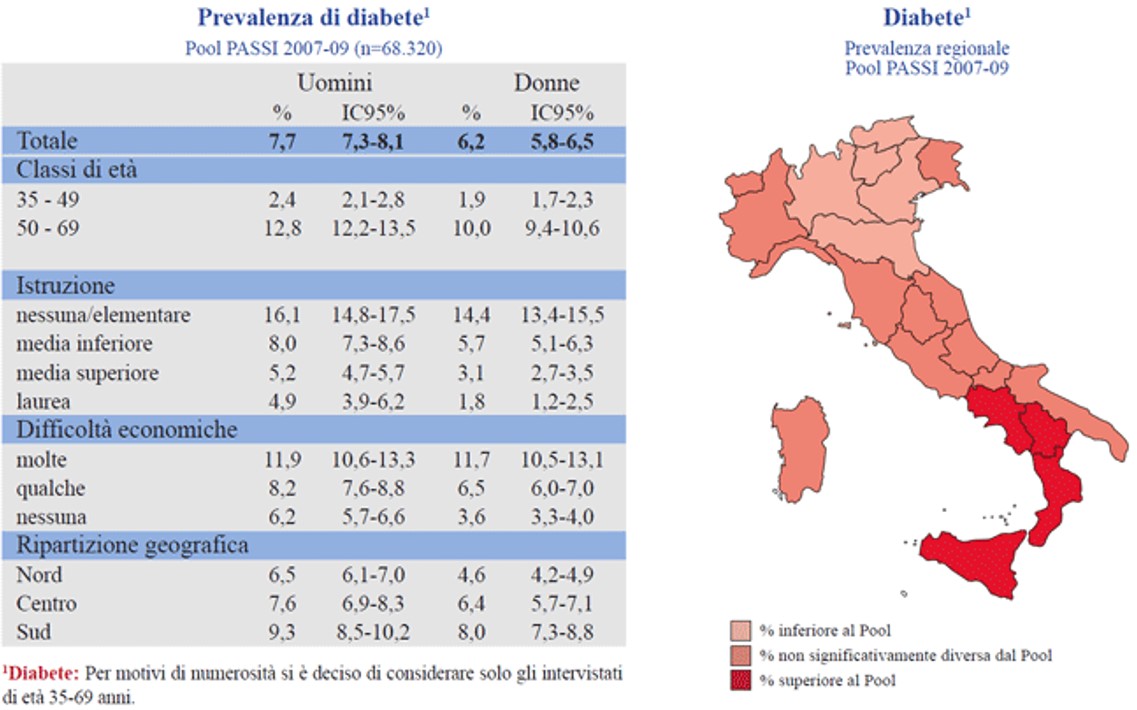 Prevalenza di diabete¹
Pool PASSI 2007-09 (n=68.320)
Uomini Donne
% IC95% % IC95%
Totale 7,7 7,3-8,1 6,2 5,8-6,5
Classi di età
35 - 49 2,4 2,1-2,8 1,9 1,7-2,3
50 - 69 12,8 12,2-13,5 10,0 9,4-10,6
Istruzione
nessuna/elementare 16,1 14,8-17,5 14,4 13,4-15,5
media inferiore 8,0 7,3-8,6 5,7 5,1-6,3
media superiore 5,2 4,7-5,7 3,1 2,7-3,5
laurea 4,9 3,9-6,2 1,8 1,2-2,5
Difficoltà economiche
molte 11,9 10,6-13,3 11,7 10,5-13,1
qualche 8,2 7,6-8,8 6,5 6,0-7,0
nessuna 6,2 5,7-6,6 3,6 3,3-4,0
Ripartizione geografica
Nord 6,5 6,1-7,0 4,6 4,2-4,9
Centro 7,6 6,9-8,3 6,4 5,7-7,1
Sud 9,3 8,5-10,2 8,0 7,3-8,8
¹Diabete: Per motivi di numerosità si è deciso di considerare solo gli intervistati
di età 35-69 anni.
Diabete¹
Prevalenza regionale
Pool PASSI 2007-09
% inferiore al Pool
% non significativamente diversa dal Pool
% superiore al Pool